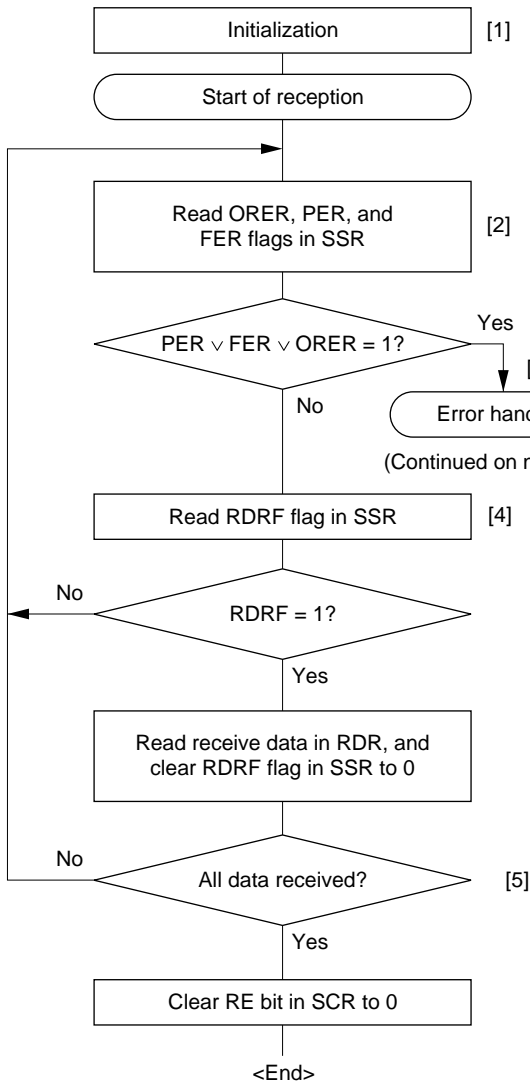 Initialization
[1]
Start of reception
Read ORER, PER, and
FER flags in SSR
[2]
PER ∨ FER ∨ ORER = 1?
Yes
No
[
Error hand
(Continued on n
Read RDRF flag in SSR
[4]
No
RDRF = 1?
Yes
Read receive data in RDR, and
clear RDRF flag in SSR to 0
No
All data received?
[5]
Yes
Clear RE bit in SCR to 0
<End>